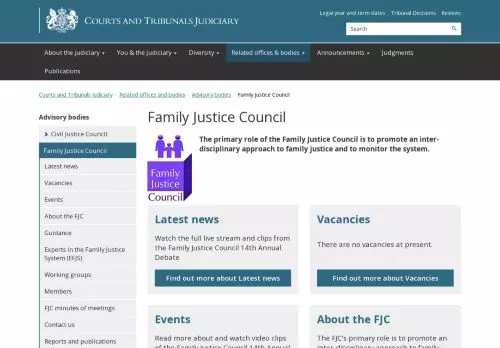 Legal year and term dates Tribunal Decisions Reviews
COURTS AND TRIBUNALS JUDICIARY
Search
About the judiciary You & the judiciary Diversity Related offices & bodies Announcements Judgments
Publications
Courts and Tribunals Judiciary Related offices and bodies Advisory bodies Family Justice Council
Advisory bodies
Civil Justice Council
Family Justice Council
Latest news
Vacancies
Events
About the FJC
Guidance
Experts in the Family Justice
System (EFJS)
Working groups
Members
FJC minutes of meetings
Contact us
Reports and publications
Family Justice Council
The primary role of the Family Justice Council is to promote an inter-
disciplinary approach to family justice and to monitor the system.
Family
Justice
Council
Latest news
Watch the full live stream and clips
from the Family Justice Council 14th Annual
Debate
Find out more about Latest news
Vacancies
There are no vacancies at present.
Find out more about Vacancies
Events
Read more about and watch video
clips of the Family Justice Council 14th Annual
About the FJC
The FJC's primary role is to promote an
inter-disciplinary approach to family